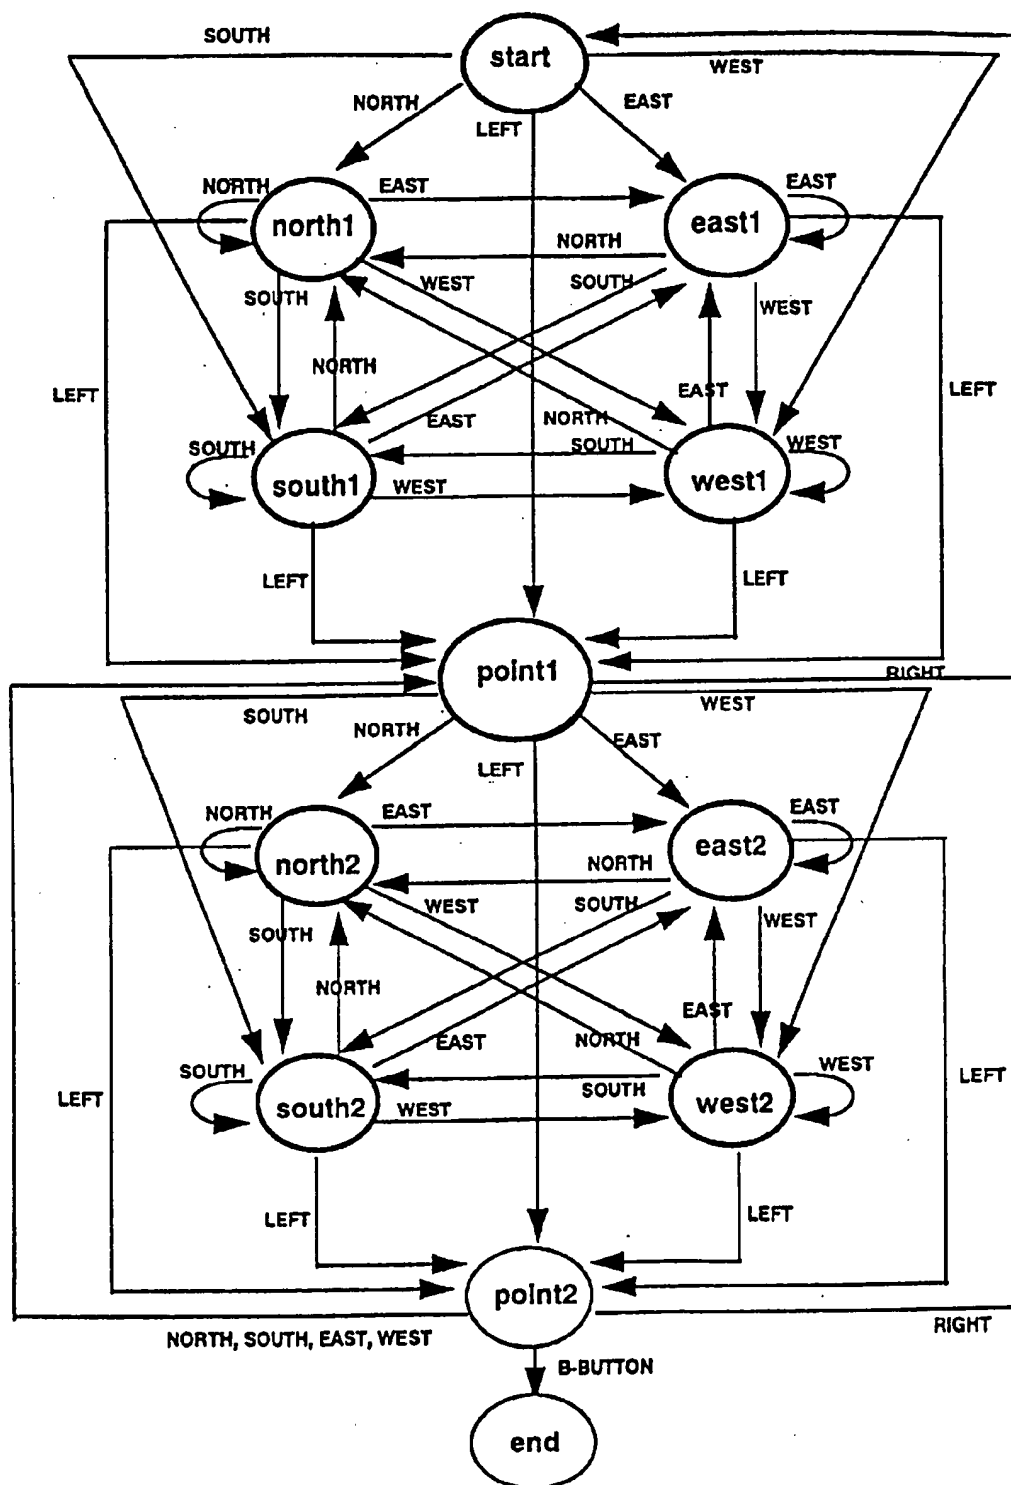 SOUTH
start
WEST
NORTH
EAST
LEFT
NORTH
EAST
EAST
north1
east1
NORTH
SOUTH
WEST
SOUTH
WEST
NORTH
LEFT
EAST
LEFT
EAST
NORTH
SOUTH
SOUTH
WEST
south1
WEST
west1
LEFT
LEFT
point1
RIGHT
SOUTH
NORTH
WEST
EAST
LEFT
NORTH
EAST
EAST
north2
east2
NORTH
WEST
SOUTH
SOUTH
WEST
NORTH
EAST
EAST
NORTH
SOUTH
SOUTH
WEST
LEFT
LEFT
south2
WEST
west2
LEFT
LEFT
point2
NORTH, SOUTH, EAST, WEST
RIGHT
B-BUTTON
end